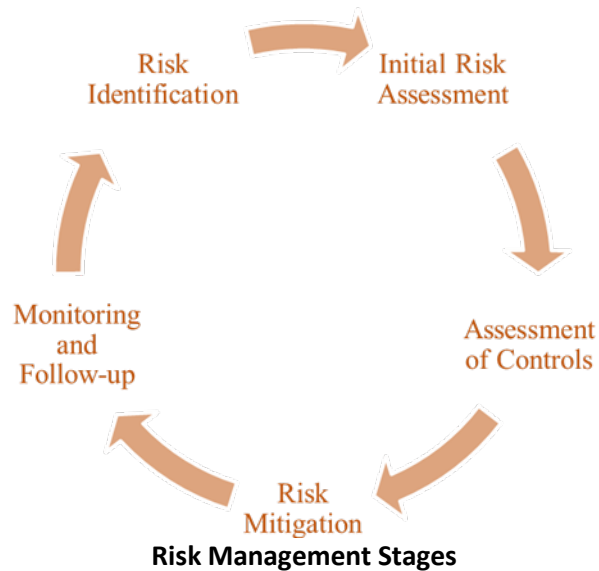 Risk
Identification
Initial Risk
Assessment
Assessment
of Controls
Risk
Mitigation
Monitoring
and
Follow-up
Risk Management Stages